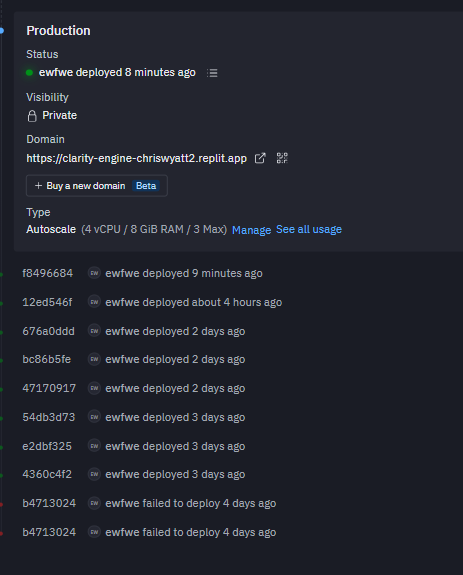 Production
Status
ewfwe deployed 8 minutes ago
Visibility
Private
Domain
https://clarity-engine-chriswyatt2.replit.app
+ Buy a new domain Beta
Type
Autoscale (4 vCPU / 8 GiB RAM / 3 Max) Manage See all usage
f8496684 EW ewfwe deployed 9 minutes ago
12ed546f EW ewfwe deployed about 4 hours ago
676a0ddd EW ewfwe deployed 2 days ago
bc86b5fe EW ewfwe deployed 2 days ago
47170917 EW ewfwe deployed 2 days ago
54db3d73 EW ewfwe deployed 3 days ago
e2dbf325 EW ewfwe deployed 3 days ago
4360c4f2 EW ewfwe deployed 3 days ago
b4713024 EW ewfwe failed to deploy 4 days ago
b4713024 EW ewfwe failed to deploy 4 days ago